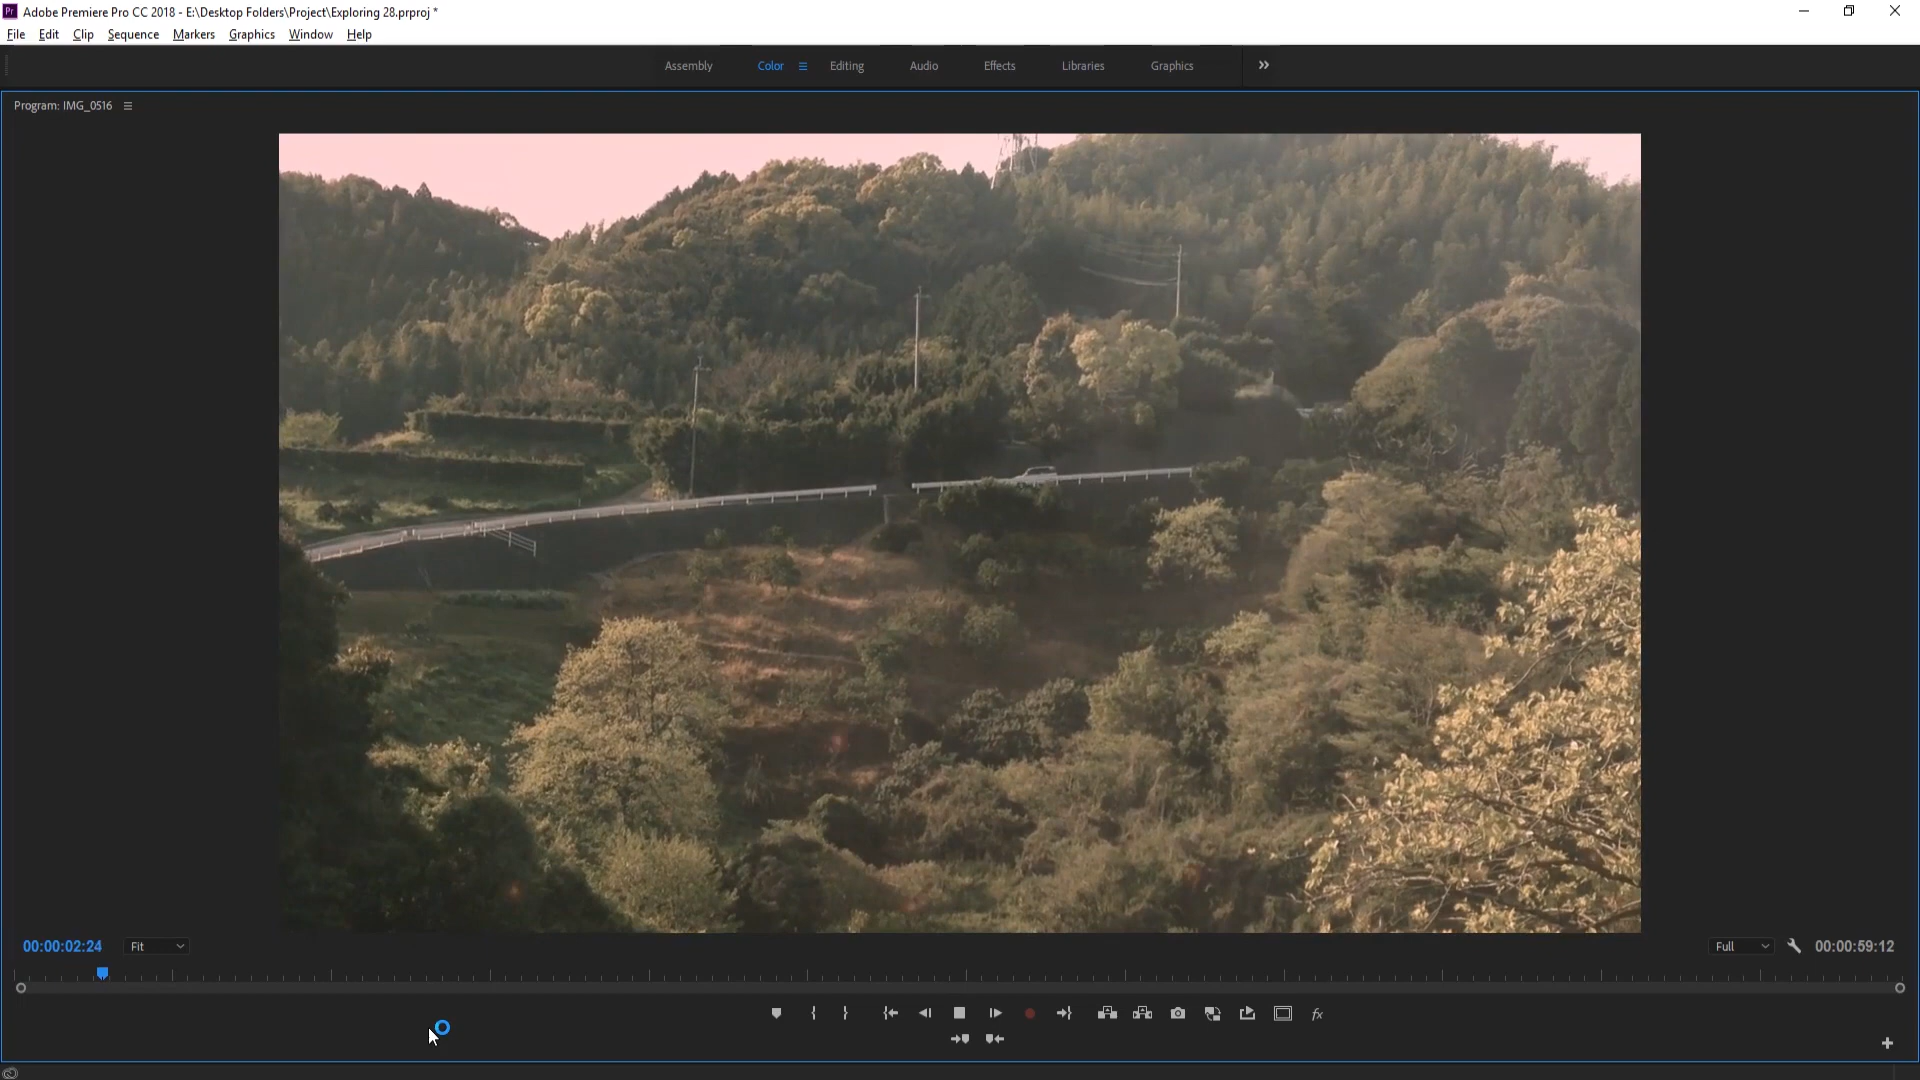 Pr Adobe Premiere Pro CC 2018 - E:\Desktop Folders\Project\Exploring 28.prproj *
File Edit Clip Sequence Markers Graphics Window Help
Assembly Color Editing Audio Effects Libraries Graphics
Program: IMG_0516
00:00:02:24 Fit Full 00:00:59:12
fx